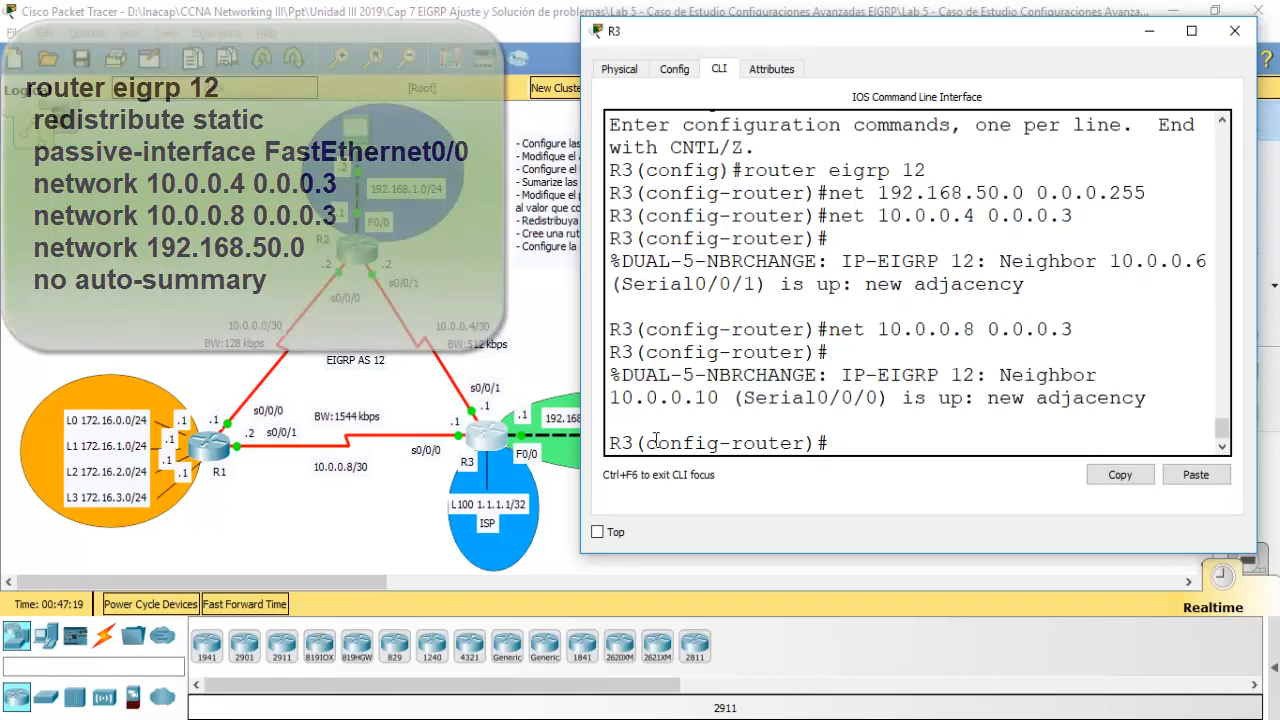 Cisco Packet Tracer - D:\Inacap\CCNA Networking III\Ppt\Unidad III 2019\Cap 7 EIGRP Ajuste y Solución de problemas\Lab 5 - Caso de Estudio Configuraciones Avanzadas EIGRP\Lab 5 - Caso de Estudio Configuraciones Avanza...
router eigrp 12
redistribute static
passive-interface FastEthernet0/0
network 10.0.0.4 0.0.0.3
network 10.0.0.8 0.0.0.3
network 192.168.50.0
no auto-summary
[Root]
New Cluste
- Configure las
- Modifique el a
- Configure el
- Sumarize las
- Modifique el p
al valor que co
- Redistribuya
- Cree una rut
- Configure la
.2
192.168.1.0/24
.1
F0/0
R2
.2
.2
s0/0/0
s0/0/1
10.0.0.0/30
BW:128 kbps
10.0.0.4/30
BW:512 kbps
EIGRP AS 12
L0 172.16.0.0/24
L1 172.16.1.0/24
L2 172.16.2.0/24
L3 172.16.3.0/24
.1
.1
.1
.1
.1
s0/0/0
.2
s0/0/1
R1
BW:1544 kbps
10.0.0.8/30
s0/0/1
.1
.1
s0/0/0
R3
.1
F0/0
192.168
L100 1.1.1.1/32
ISP
R3
Physical
Config
CLI
Attributes
IOS Command Line Interface
Enter configuration commands, one per line. End
with CNTL/Z.
R3(config)#router eigrp 12
R3(config-router)#net 192.168.50.0 0.0.0.255
R3(config-router)#net 10.0.0.4 0.0.0.3
R3(config-router)#
%DUAL-5-NBRCHANGE: IP-EIGRP 12: Neighbor 10.0.0.6
(Serial0/0/1) is up: new adjacency
R3(config-router)#net 10.0.0.8 0.0.0.3
R3(config-router)#
%DUAL-5-NBRCHANGE: IP-EIGRP 12: Neighbor
10.0.0.10 (Serial0/0/0) is up: new adjacency
R3(config-router)#
Ctrl+F6 to exit CLI focus
Copy
Paste
Top
Time: 00:47:19
Power Cycle Devices
Fast Forward Time
Realtime
1941
2901
2911
819IOX
819HGW
829
1240
4321
Generic
Generic
1841
2620XM
2621XM
2811
2911